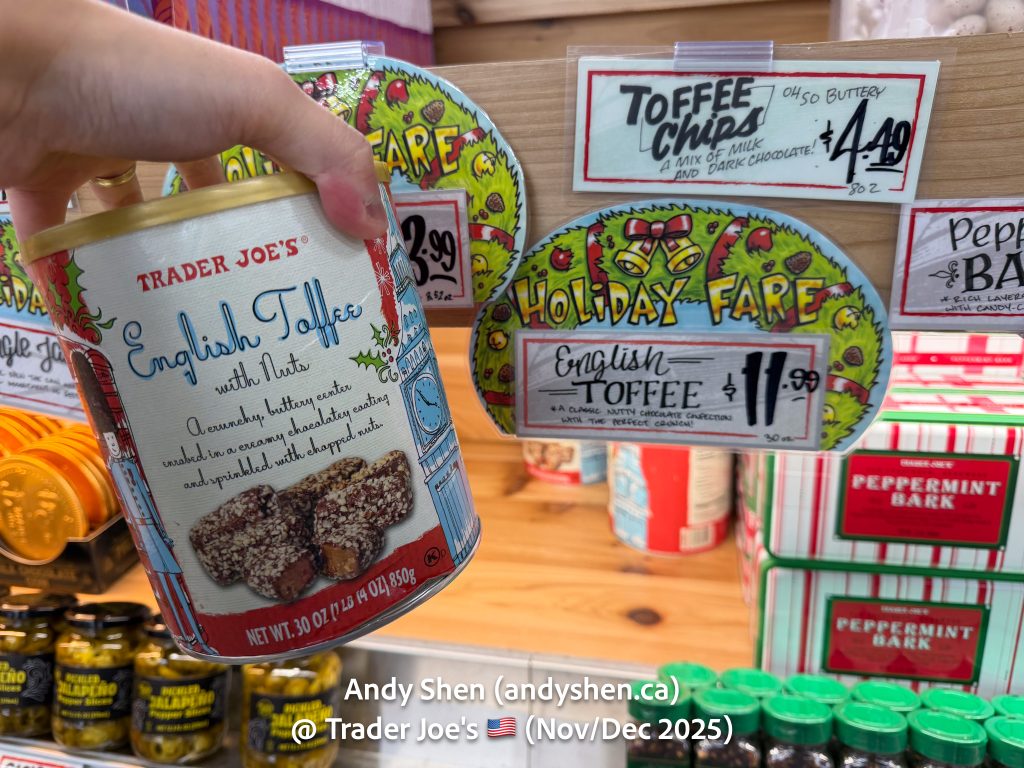 TRADER JOE'S®
English Toffee
with Nuts
A crunchy, buttery center
enrobed in a creamy chocolatey coating
and sprinkled with chopped nuts.
NET WT. 30 OZ (1 LB 14 OZ) 850g
FARE
3.99
TOFFEE
Chips
OH SO BUTTERY
A MIX OF MILK
AND DARK CHOCOLATE!
$4.49
8 OZ
HOLIDAY FARE
English
TOFFEE
$11.99
*A CLASSIC NUTTY CHOCOLATE CONFECTION
WITH THE PERFECT CRUNCH!
30 oz
Pepp
BA
* RICH LAYER
WITH CANDY-C
TRADER JOE'S
PEPPERMINT
BARK
TRADER JOE'S
PEPPERMINT
BARK
PICKLED
JALAPEÑO
Pepper Slices
Andy Shen (andyshen.ca)
@ Trader Joe's 🇺🇸 (Nov/Dec 2025)